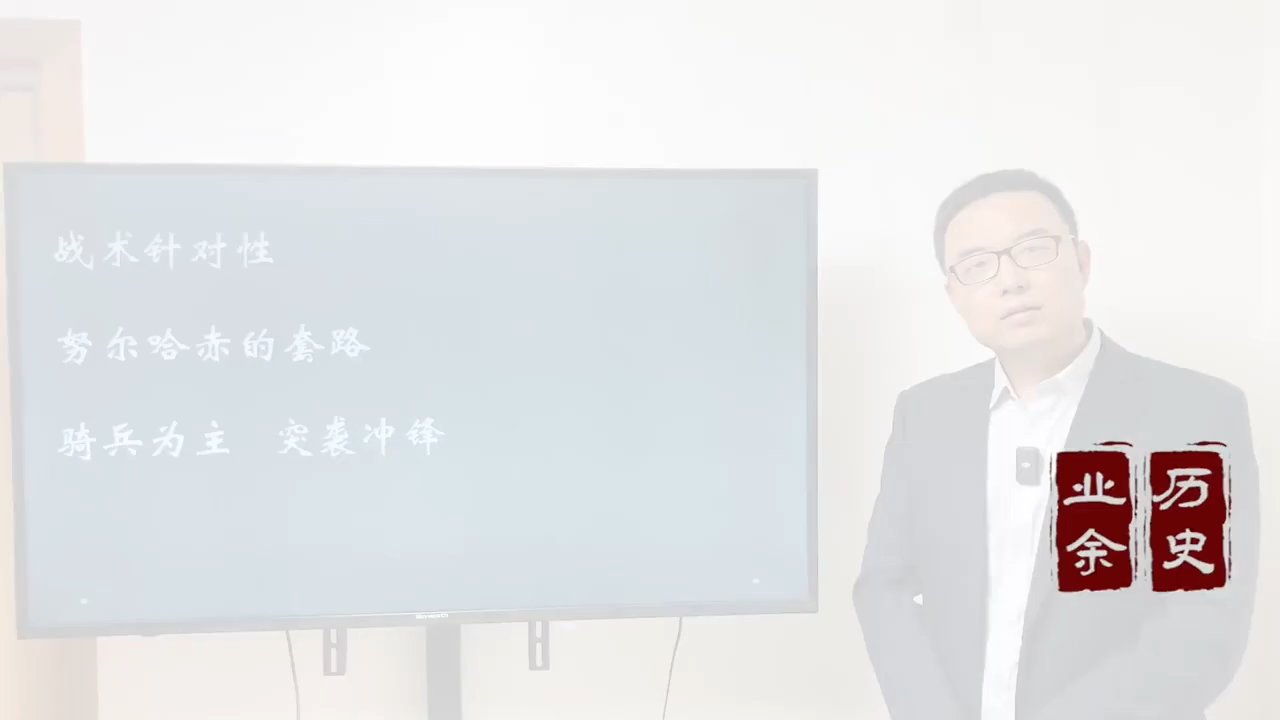 战术针对性
努尔哈赤的套路
骑兵为主 突袭冲锋
业余
历史